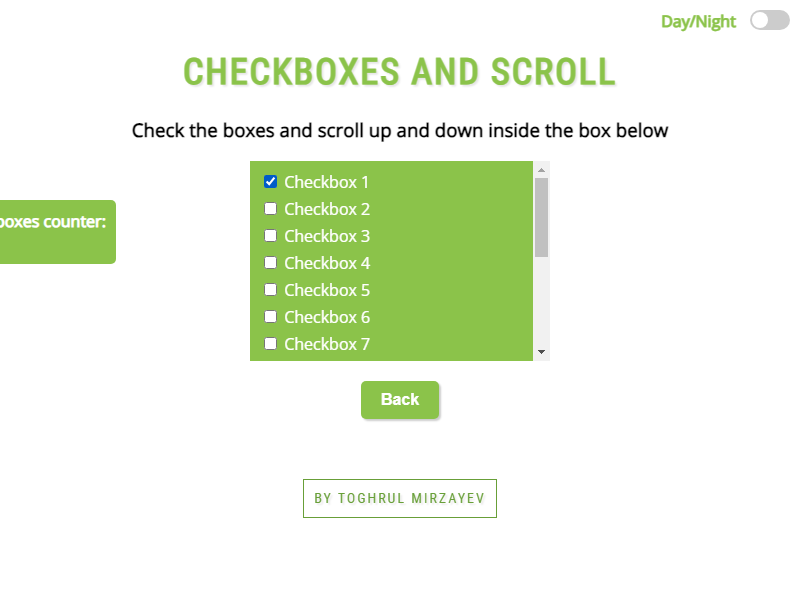 Day/Night
CHECKBOXES AND SCROLL
Check the boxes and scroll up and down inside the box below
Checkbox 1
Checkbox 2
Checkbox 3
Checkbox 4
Checkbox 5
Checkbox 6
Checkbox 7
counter:
Back
BY TOGHRUL MIRZAYEV